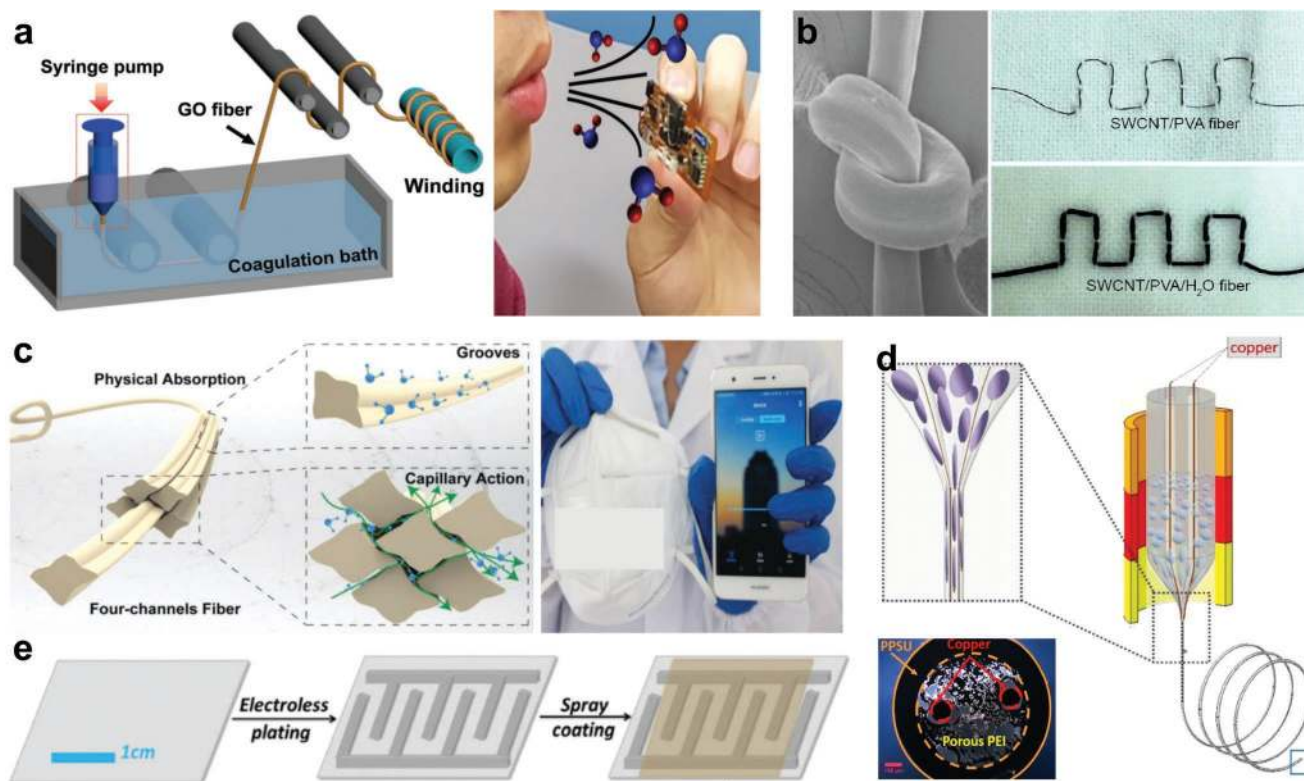 a
Syringe pump
GO fiber
Winding
Coagulation bath
b
SWCNT/PVA fiber
SWCNT/PVA/H₂O fiber
c
Physical Absorption
Grooves
Capillary Action
Four-channels Fiber
HUAWEI
d
copper
PPSU
Copper
Porous PEI
e
1cm
Electroless
plating
Spray
coating